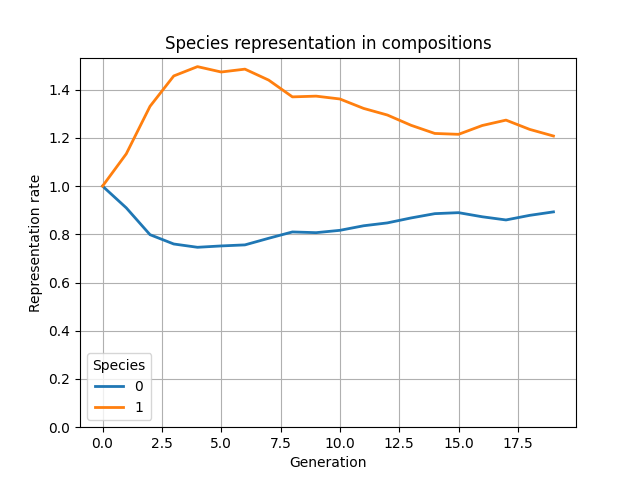 Species representation in compositions
Representation rate
1.4
1.2
1.0
0.8
0.6
0.4
0.2
0.0
Species
0
1
0.0 2.5 5.0 7.5 10.0 12.5 15.0 17.5
Generation